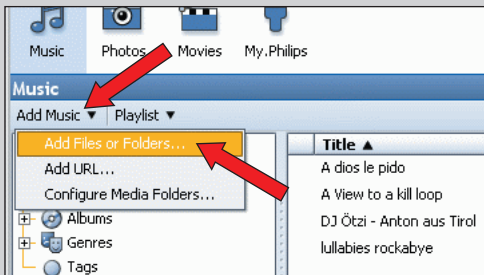 Music Photos Movies My.Philips
Music
Add Music ▼ Playlist ▼
Add Files or Folders...
Add URL...
Configure Media Folders...
Albums
Genres
Tags
Title ▲
A dios le pido
A View to a kill loop
DJ Ötzi - Anton aus Tirol
lullabies rockabye